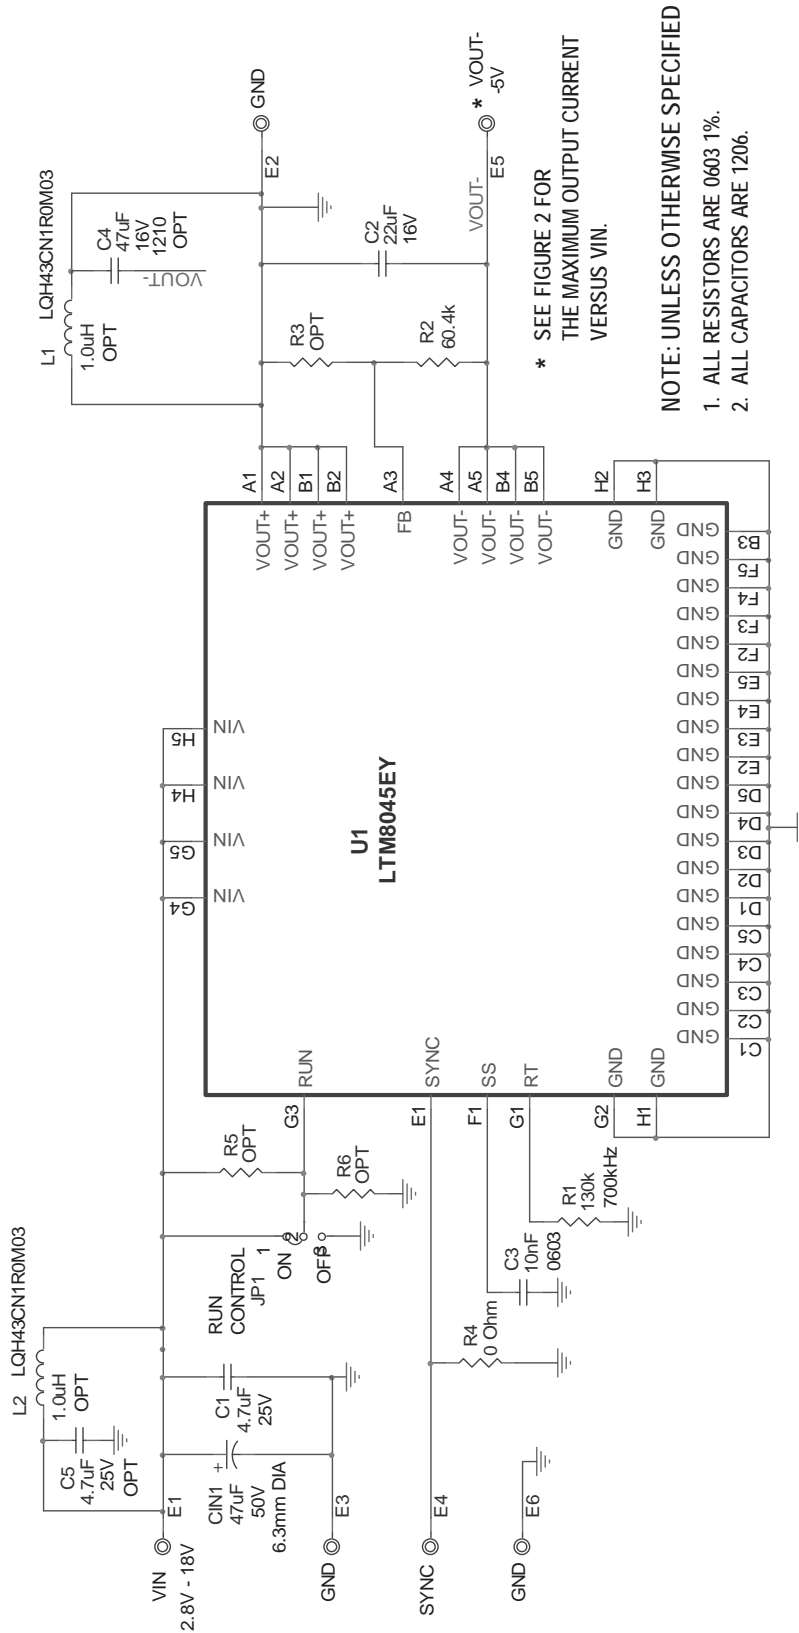 L2
LQH43CN1R0M03
1.0uH
OPT
C5
4.7uF
25V
OPT
VIN
2.8V - 18V
E1
CIN1
47uF
50V
6.3mm DIA
+
C1
4.7uF
25V
GND
E3
RUN
CONTROL
JP1
1
ON
2
OFF
3
R5
OPT
R6
OPT
G3
RUN
SYNC
E4
R4
0 Ohm
E1
SYNC
GND
E6
C3
10nF
0603
F1
SS
R1
130k
700kHz
G1
RT
G2
GND
H1
GND
G4
VIN
G5
VIN
H4
VIN
H5
VIN
U1
LTM8045EY
C1
GND
C2
GND
C3
GND
C4
GND
C5
GND
D1
GND
D2
GND
D3
GND
D4
GND
D5
GND
E2
GND
E3
GND
E4
GND
E5
GND
F2
GND
F3
GND
F4
GND
F5
GND
B3
GND
VOUT+
A1
VOUT+
A2
VOUT+
B1
VOUT+
B2
FB
A3
VOUT-
A4
VOUT-
A5
VOUT-
B4
VOUT-
B5
GND
H2
GND
H3
L1
LQH43CN1R0M03
1.0uH
OPT
C4
47uF
16V
1210
OPT
VOUT-
R3
OPT
R2
60.4k
C2
22uF
16V
E2
GND
VOUT-
E5
* VOUT-
-5V
* SEE FIGURE 2 FOR
THE MAXIMUM OUTPUT CURRENT
VERSUS VIN.
NOTE: UNLESS OTHERWISE SPECIFIED
1. ALL RESISTORS ARE 0603 1%.
2. ALL CAPACITORS ARE 1206.